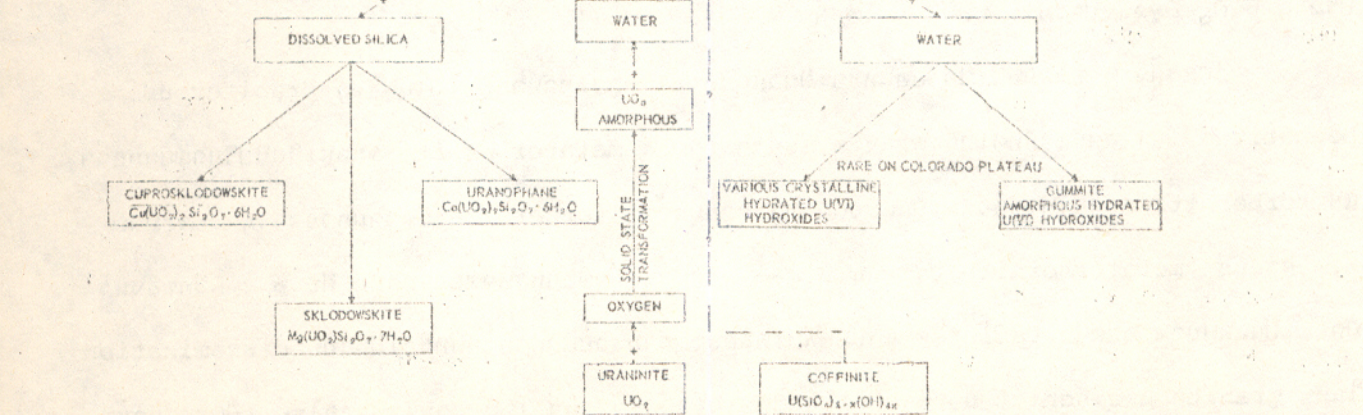 DISSOLVED SILICA
WATER
WATER
UO₃
AMORPHOUS
RARE ON COLORADO PLATEAU
CUPROSKLODOWSKITE
Cu(UO₂)₂Si₂O₇·6H₂O
URANOPHANE
Ca(UO₂)₂Si₂O₇·6H₂O
SOLID STATE
TRANSFORMATION
VARIOUS CRYSTALLINE
HYDRATED U(VI)
HYDROXIDES
GUMMITE
AMORPHOUS HYDRATED
U(VI) HYDROXIDES
OXYGEN
SKLODOWSKITE
Mg(UO₂)Si₂O₇·7H₂O
URANINITE
UO₂
COFFINITE
U(SiO₄)₁₋ₓ(OH)₄ₓ